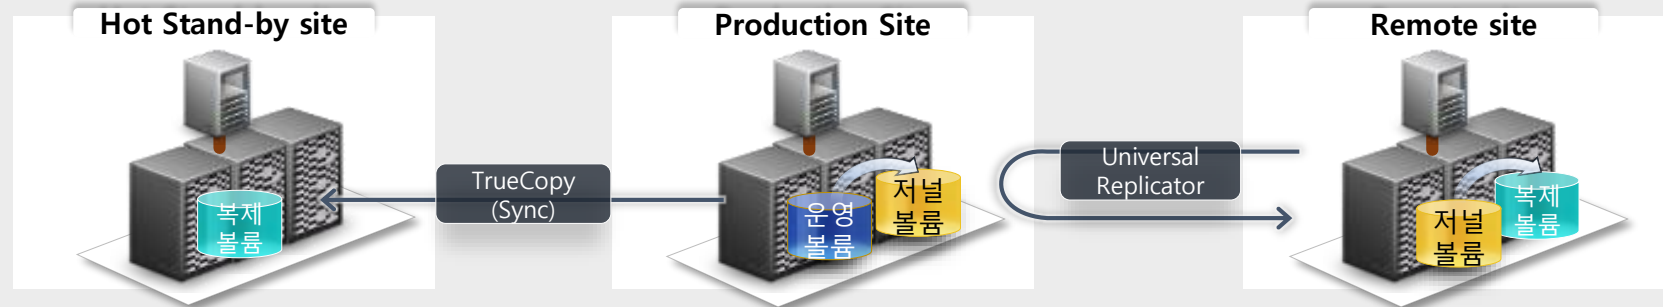 Hot Stand-by site
Production Site
Remote site
TrueCopy
(Sync)
Universal
Replicator
복제
볼륨
운영
볼륨
저널
볼륨
저널
볼륨
복제
볼륨